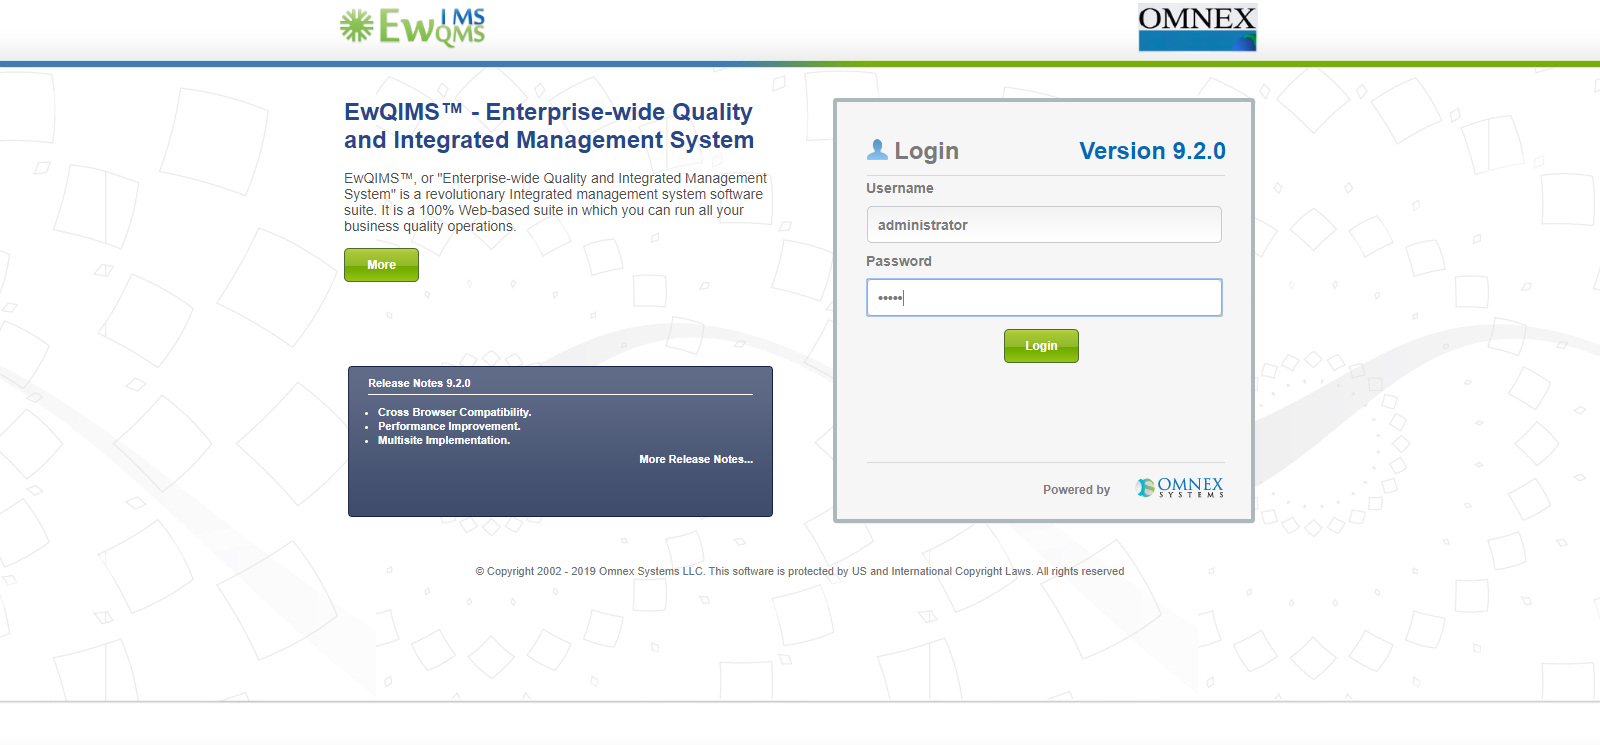 Ew IMS QMS
OMNEX
EwQIMS™ - Enterprise-wide Quality
and Integrated Management System
EwQIMS™, or "Enterprise-wide Quality and Integrated Management
System" is a revolutionary Integrated management system software
suite. It is a 100% Web-based suite in which you can run all your
business quality operations.
More
Release Notes 9.2.0
• Cross Browser Compatibility.
• Performance Improvement.
• Multisite Implementation.
More Release Notes...
Login
Version 9.2.0
Username
administrator
Password
•••••
Login
Powered by
OMNEX
SYSTEMS
© Copyright 2002 - 2019 Omnex Systems LLC. This software is protected by US and International Copyright Laws. All rights reserved